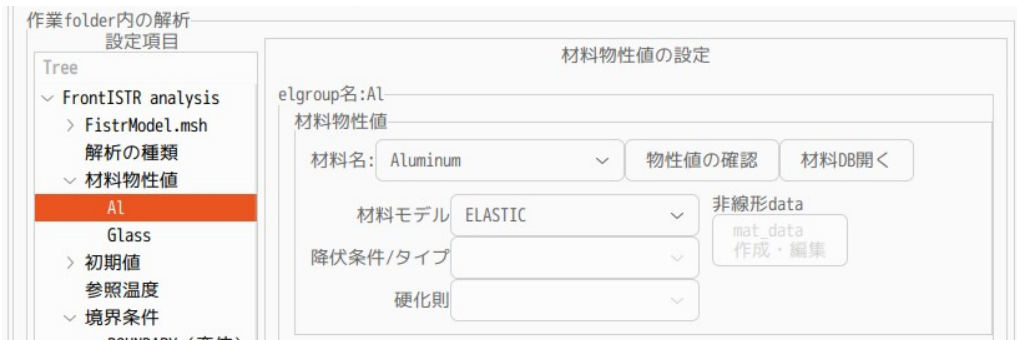 作業folder内の解析
設定項目
Tree
FrontISTR analysis
FistrModel.msh
解析の種類
材料物性値
Al
Glass
初期値
参照温度
境界条件
材料物性値の設定
elgroup名:Al
材料物性値
材料名: Aluminum 物性値の確認 材料DB開く
材料モデル ELASTIC
非線形data
mat_data
作成・編集
降伏条件/タイプ
硬化則